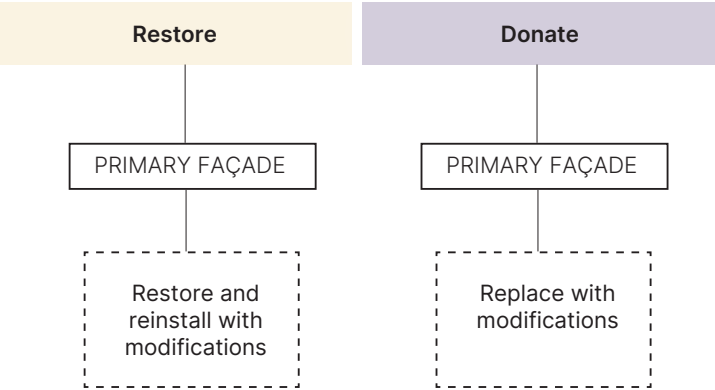 Restore
Donate
PRIMARY FAÇADE
PRIMARY FAÇADE
Restore and
reinstall with
modifications
Replace with
modifications